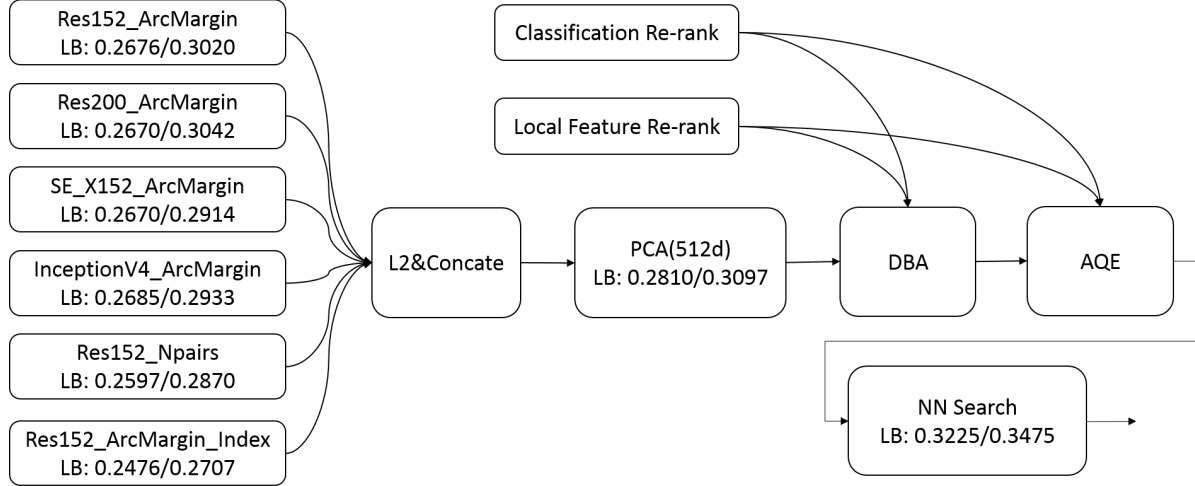 Res152_ArcMargin
LB: 0.2676/0.3020
Res200_ArcMargin
LB: 0.2670/0.3042
SE_X152_ArcMargin
LB: 0.2670/0.2914
InceptionV4_ArcMargin
LB: 0.2685/0.2933
Res152_Npairs
LB: 0.2597/0.2870
Res152_ArcMargin_Index
LB: 0.2476/0.2707
L2&Concate
Classification Re-rank
Local Feature Re-rank
PCA(512d)
LB: 0.2810/0.3097
DBA
AQE
NN Search
LB: 0.3225/0.3475